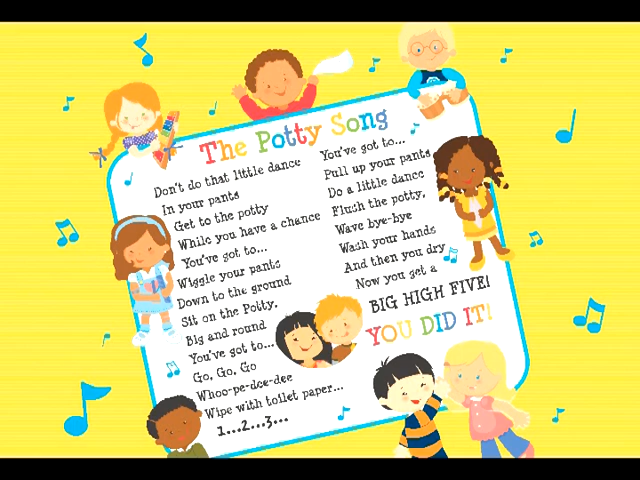 The Potty Song
Don't do that little dance
In your pants
Get to the potty
While you have a chance
You've got to...
Wiggle your pants
Down to the ground
Sit on the Potty,
Big and round
You've got to...
Go, Go, Go
Whoo-pe-dee-dee
Wipe with toilet paper...
1...2...3...
You've got to...
Pull up your pants
Do a little dance
Flush the potty,
Wave bye-bye
Wash your hands
And then you dry
Now you get a
BIG HIGH FIVE!
YOU DID IT!